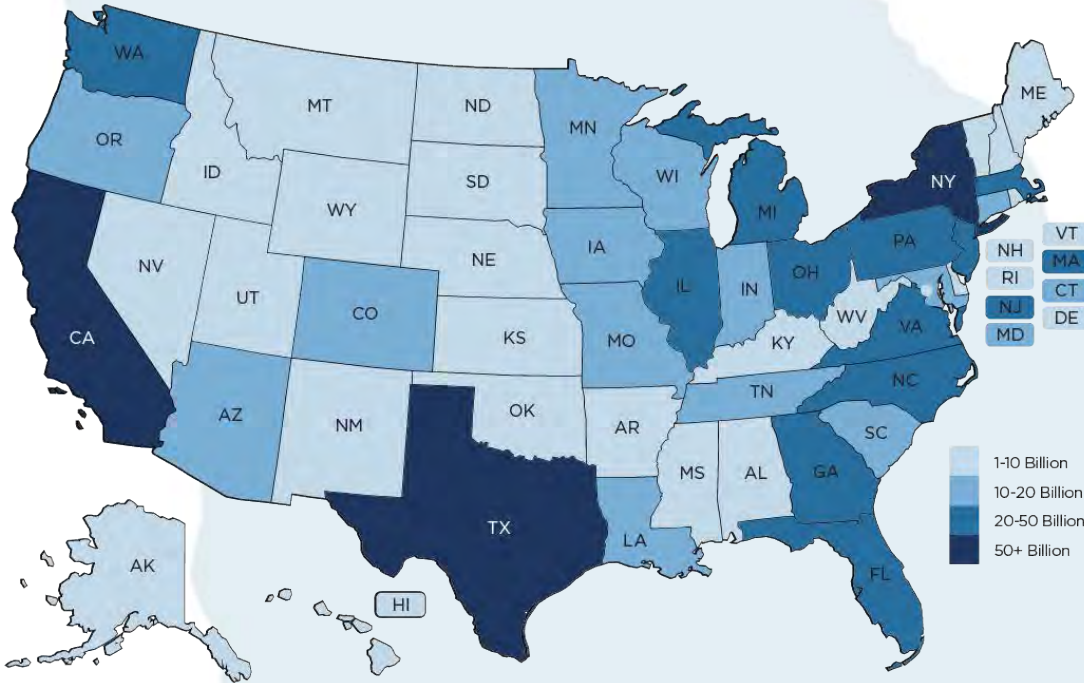 WA
MT
ND
MN
ME
OR
ID
SD
WI
NY
WY
MI
IA
PA
NE
NV
OH
UT
IL
IN
CO
WV
VA
CA
KS
MO
KY
NC
TN
OK
AZ
NM
AR
SC
MS
AL
GA
TX
LA
FL
AK
HI
VT
NH
MA
RI
CT
NJ
DE
MD
1-10 Billion
10-20 Billion
20-50 Billion
50+ Billion